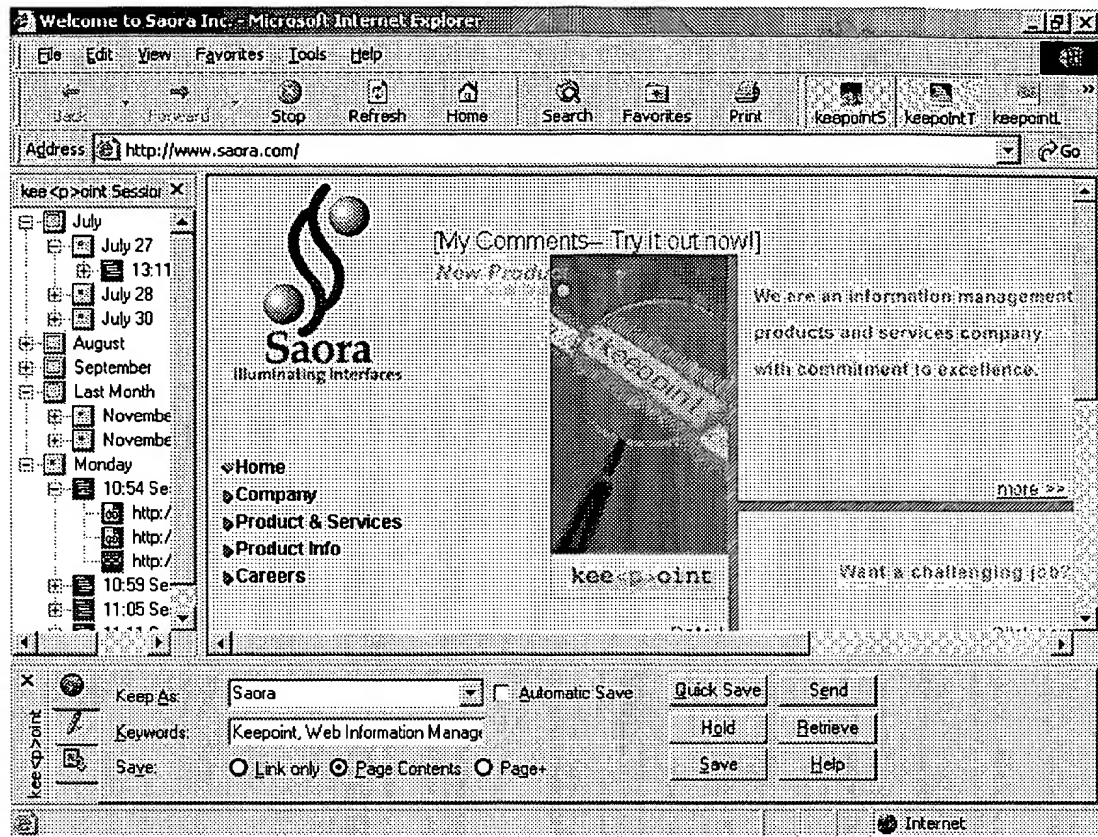 Welcome to Saora Inc. - Microsoft Internet Explorer
File Edit View Favorites Tools Help
Back Forward Stop Refresh Home Search Favorites Print keepointS keepointT keepointL »
Address http://www.saora.com/ Go
kee<p>oint Session
July
July 27
13:11
July 28
July 30
August
September
Last Month
Novembe
Novembe
Monday
10:54 Se
http:/
http:/
http:/
10:59 Se
11:05 Se
Saora
Illuminating Interfaces
Home
Company
Product & Services
Product Info
Careers
[My Comments-- Try it out now!]
New Product
keepoint
kee<p>oint
We are an information management
products and services company
with commitment to excellence.
more >>
Want a challenging job?
kee<p>oint
Keep As: Saora Automatic Save Quick Save Send
Keywords: Keepoint, Web Information Manage Hold Retrieve
Save: Link only Page Contents Page+ Save Help
Internet